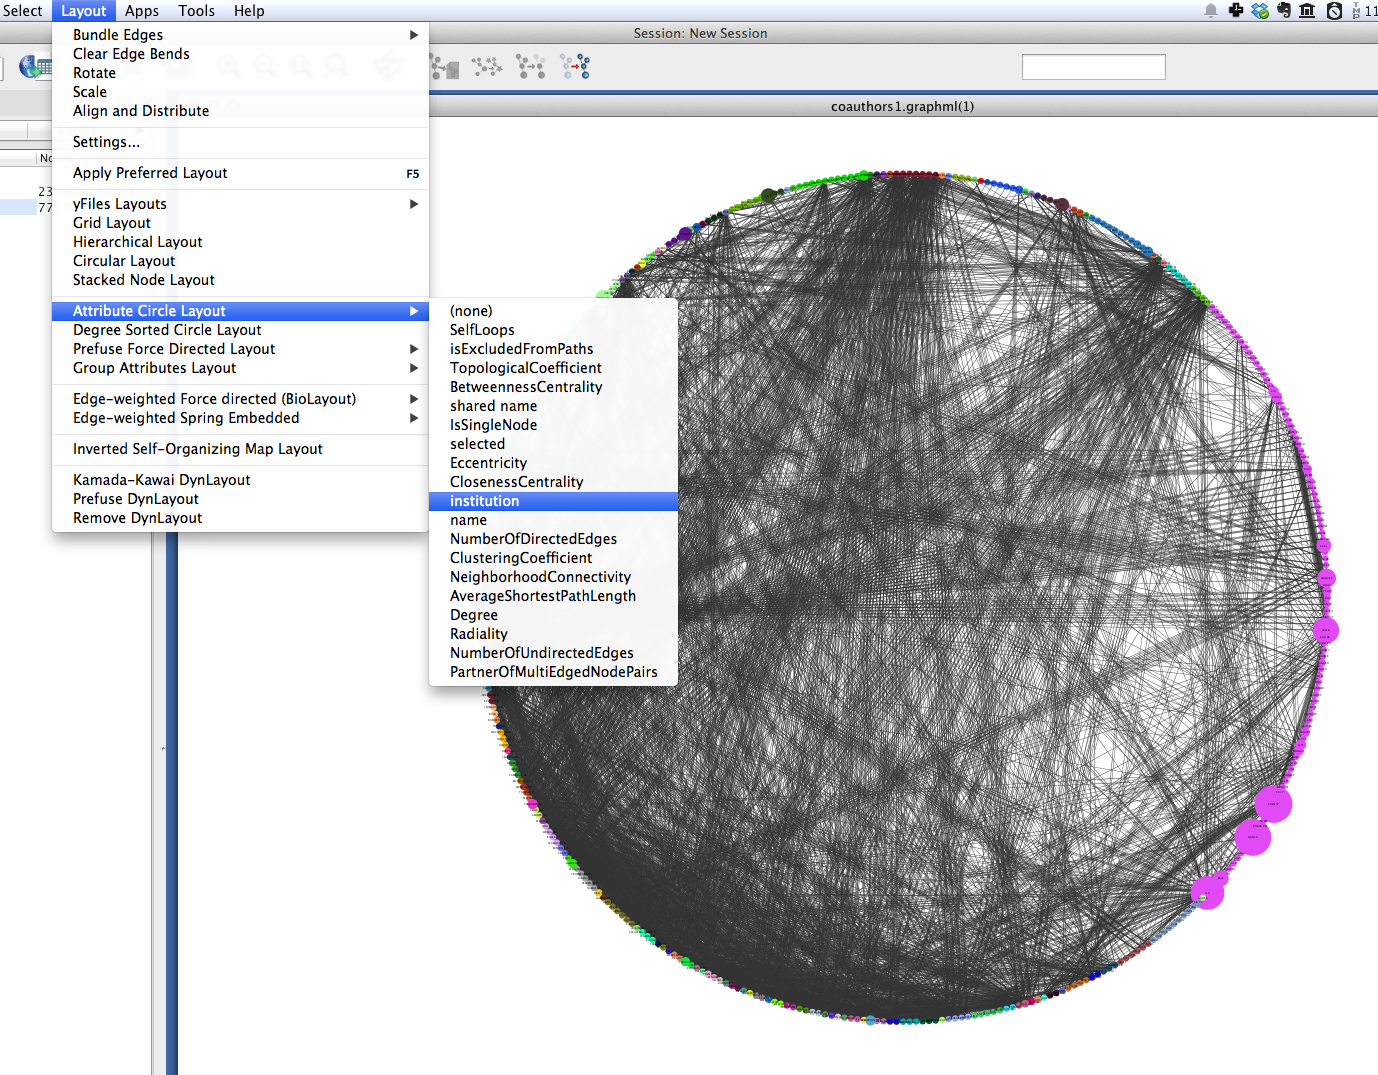 Select Layout Apps Tools Help
11
Session: New Session
coauthors1.graphml(1)
No
23
77
Bundle Edges
Clear Edge Bends
Rotate
Scale
Align and Distribute
Settings...
Apply Preferred Layout F5
yFiles Layouts
Grid Layout
Hierarchical Layout
Circular Layout
Stacked Node Layout
Attribute Circle Layout
Degree Sorted Circle Layout
Prefuse Force Directed Layout
Group Attributes Layout
Edge-weighted Force directed (BioLayout)
Edge-weighted Spring Embedded
Inverted Self-Organizing Map Layout
Kamada-Kawai DynLayout
Prefuse DynLayout
Remove DynLayout
(none)
SelfLoops
isExcludedFromPaths
TopologicalCoefficient
BetweennessCentrality
shared name
IsSingleNode
selected
Eccentricity
ClosenessCentrality
institution
name
NumberOfDirectedEdges
ClusteringCoefficient
NeighborhoodConnectivity
AverageShortestPathLength
Degree
Radiality
NumberOfUndirectedEdges
PartnerOfMultiEdgedNodePairs